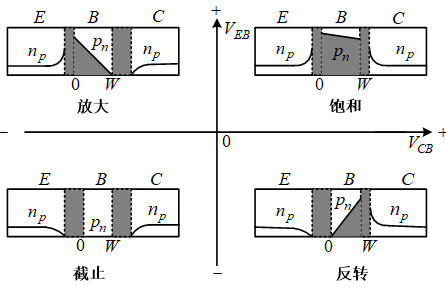 E B C
n_p p_n n_p
0 W
放大
+
V_EB
E B C
n_p p_n n_p
0 W
饱和
- 0 V_CB +
E B C
n_p p_n n_p
0 W
截止
-
E B C
n_p p_n n_p
0 W
反转